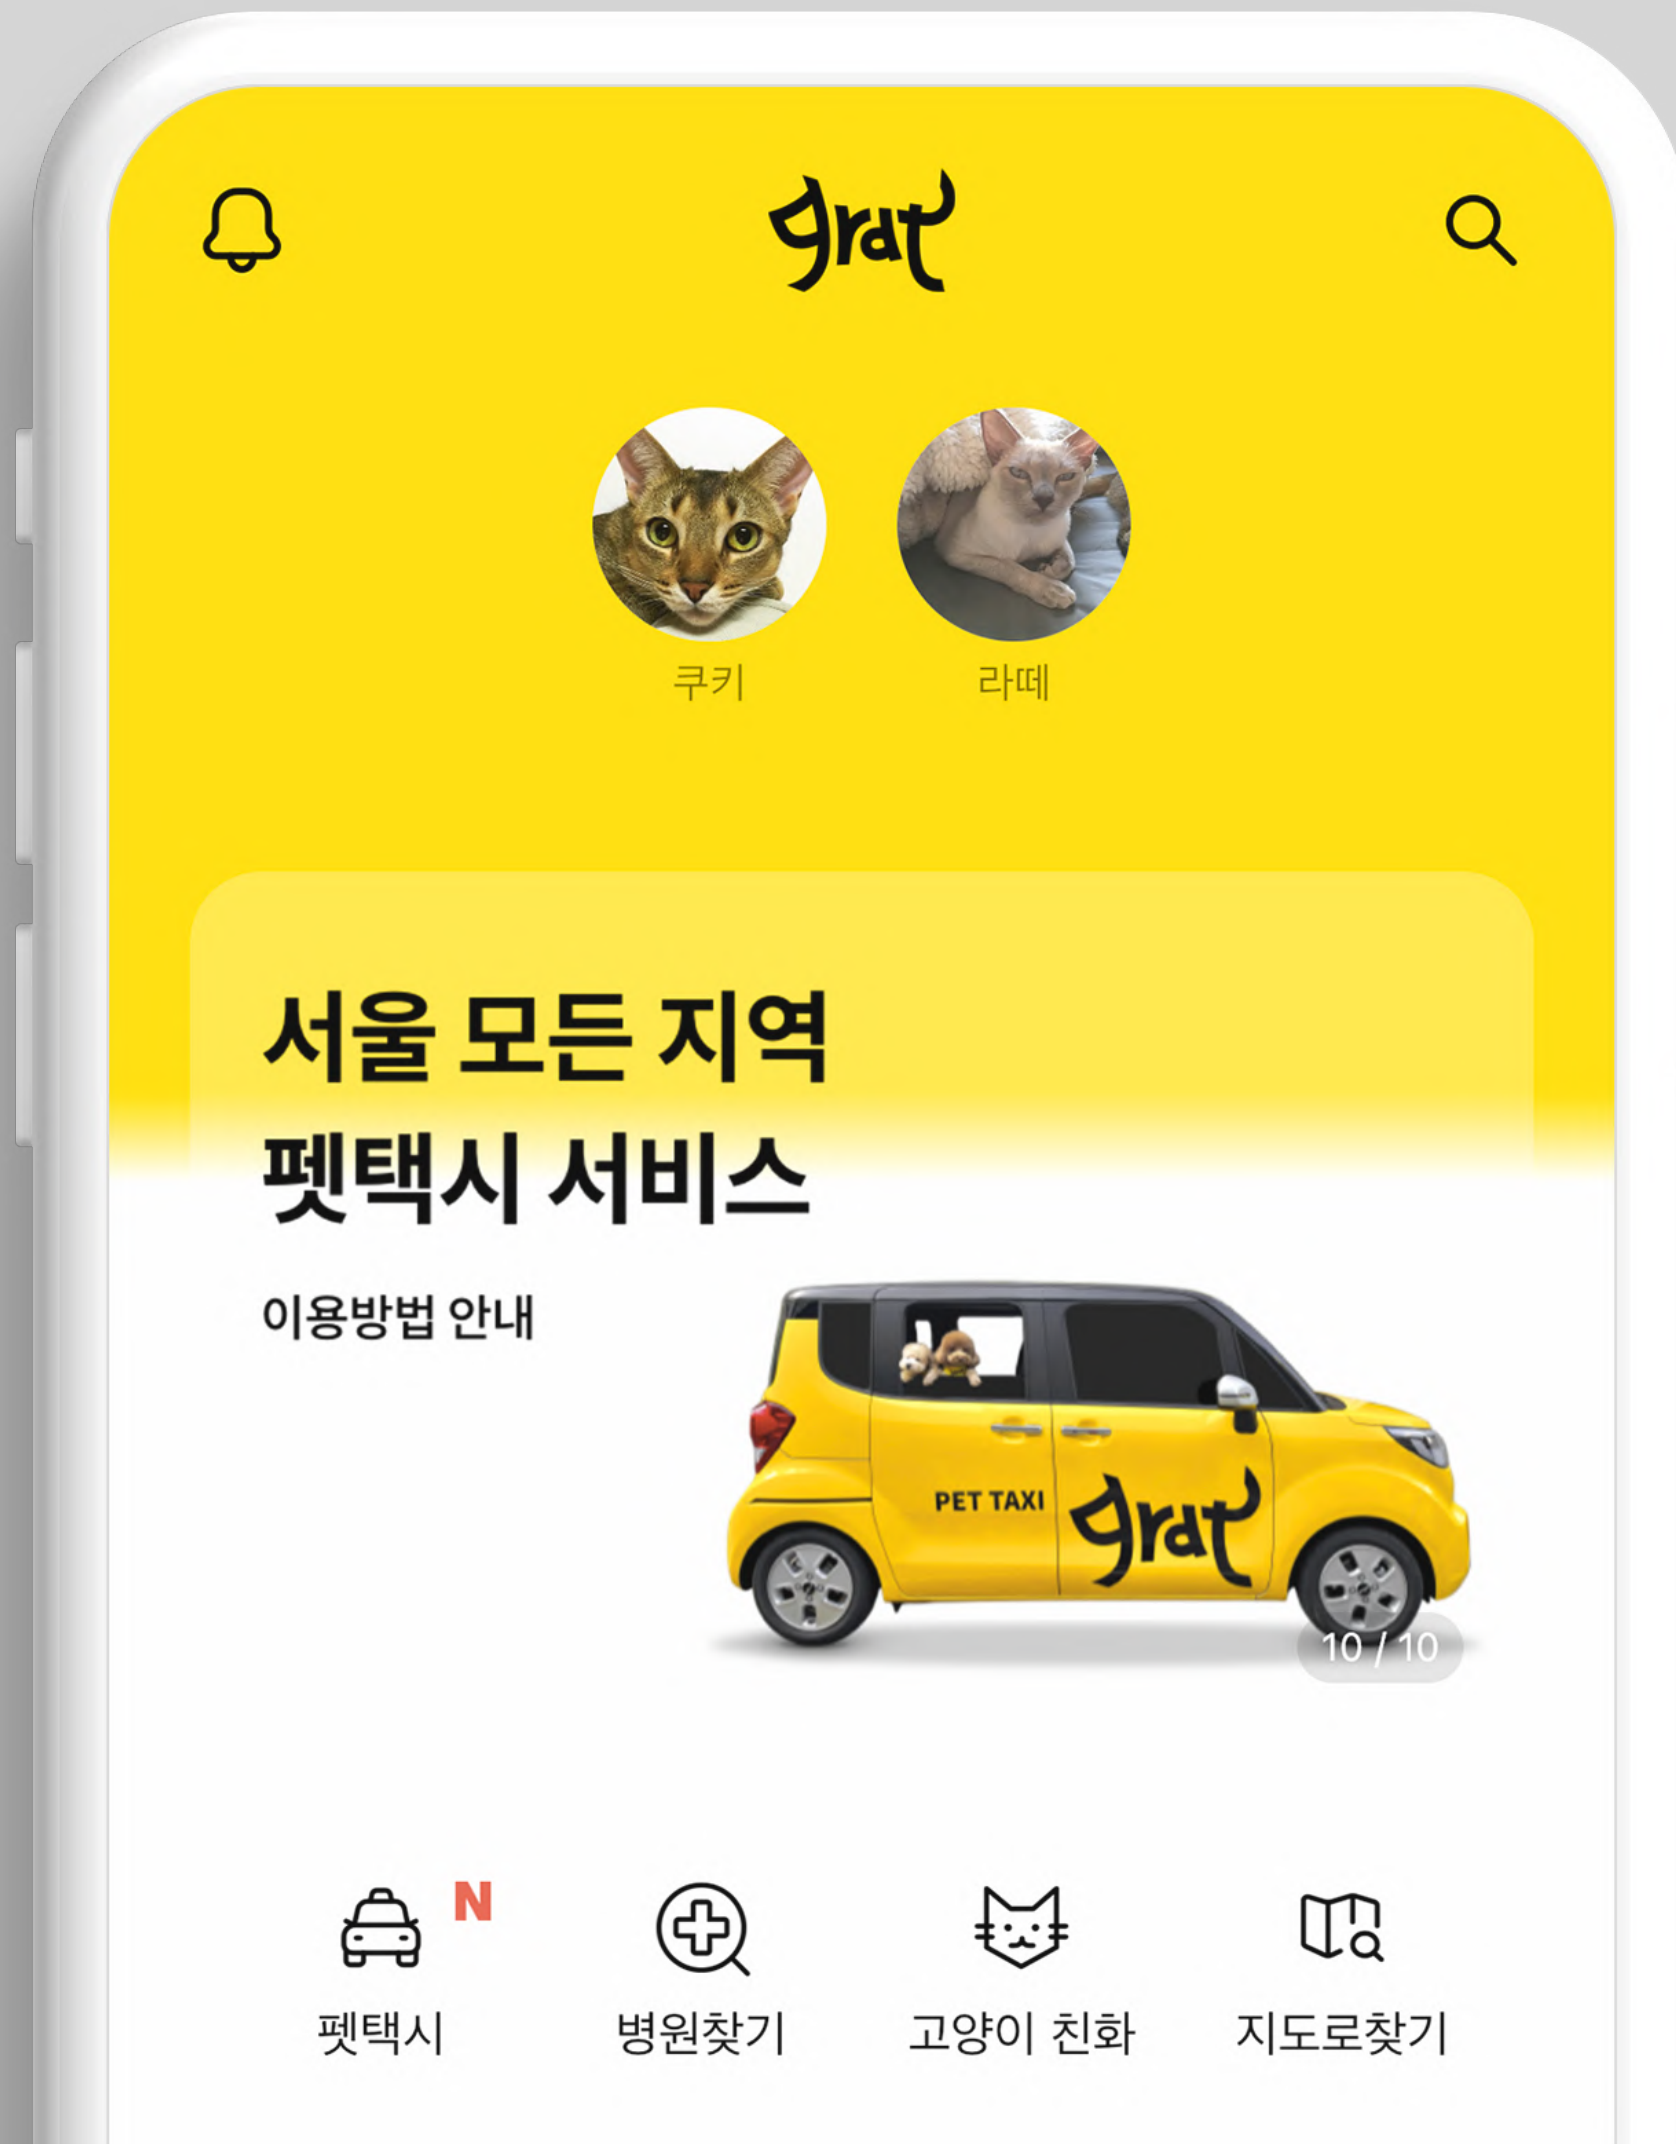 grat
쿠키
라떼
서울 모든 지역
펫택시 서비스
이용방법 안내
PET TAXI grat
10 / 10
N
펫택시
병원찾기
고양이 친화
지도로찾기